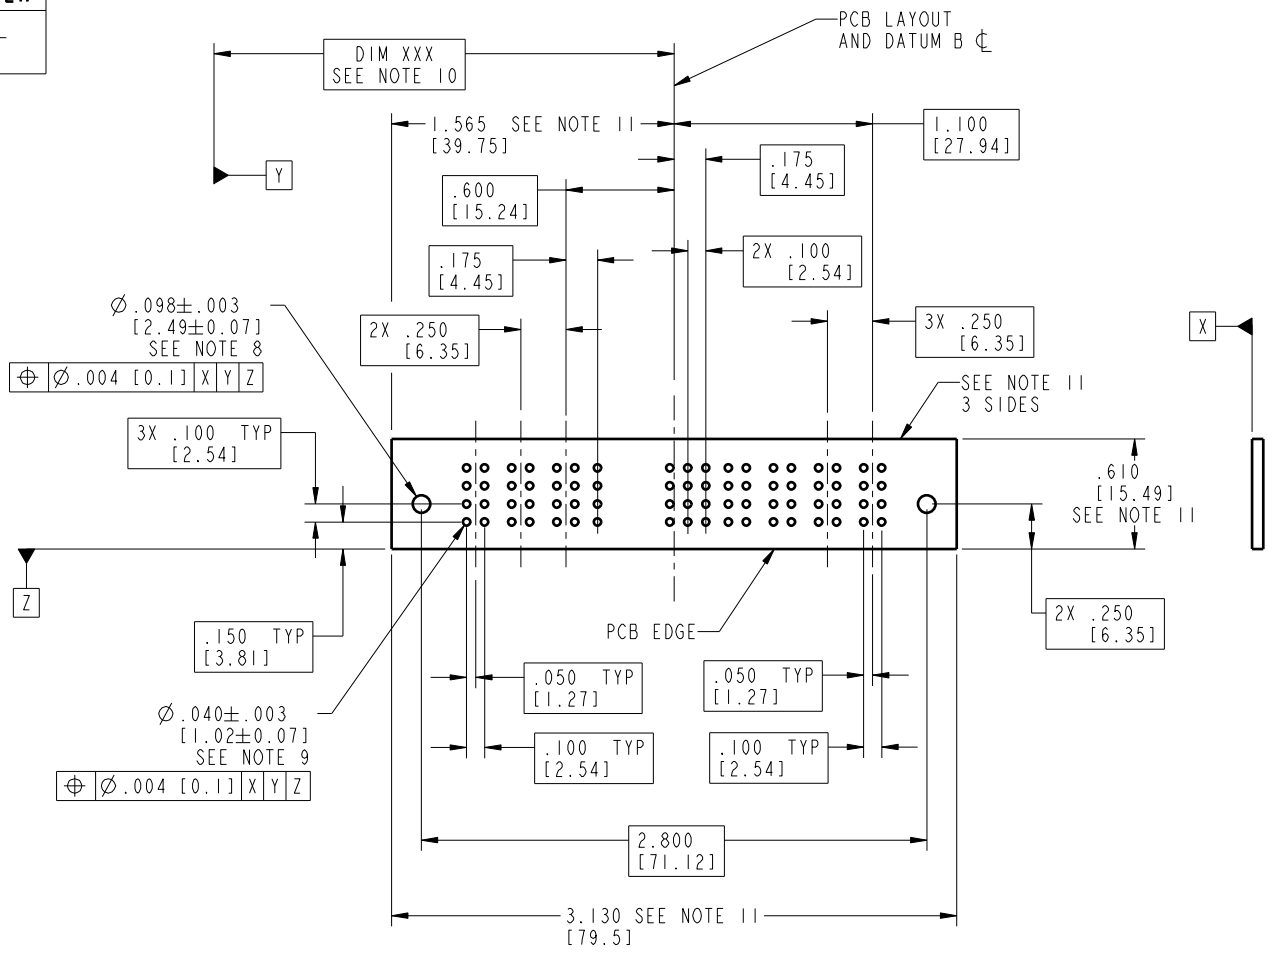 PCB LAYOUT
AND DATUM B ℄
DIM XXX
SEE NOTE 10
1.565 SEE NOTE 11
[39.75]
1.100
[27.94]
Y
.175
[4.45]
.600
[15.24]
2X .100
[2.54]
.175
[4.45]
Ø .098±.003
[2.49±0.07]
SEE NOTE 8
⌖ Ø .004 [0.1] X Y Z
2X .250
[6.35]
3X .250
[6.35]
X
SEE NOTE 11
3 SIDES
3X .100 TYP
[2.54]
.610
[15.49]
SEE NOTE 11
Z
.150 TYP
[3.81]
PCB EDGE
2X .250
[6.35]
.050 TYP
[1.27]
.050 TYP
[1.27]
Ø .040±.003
[1.02±0.07]
SEE NOTE 9
⌖ Ø .004 [0.1] X Y Z
.100 TYP
[2.54]
.100 TYP
[2.54]
2.800
[71.12]
3.130 SEE NOTE 11
[79.5]